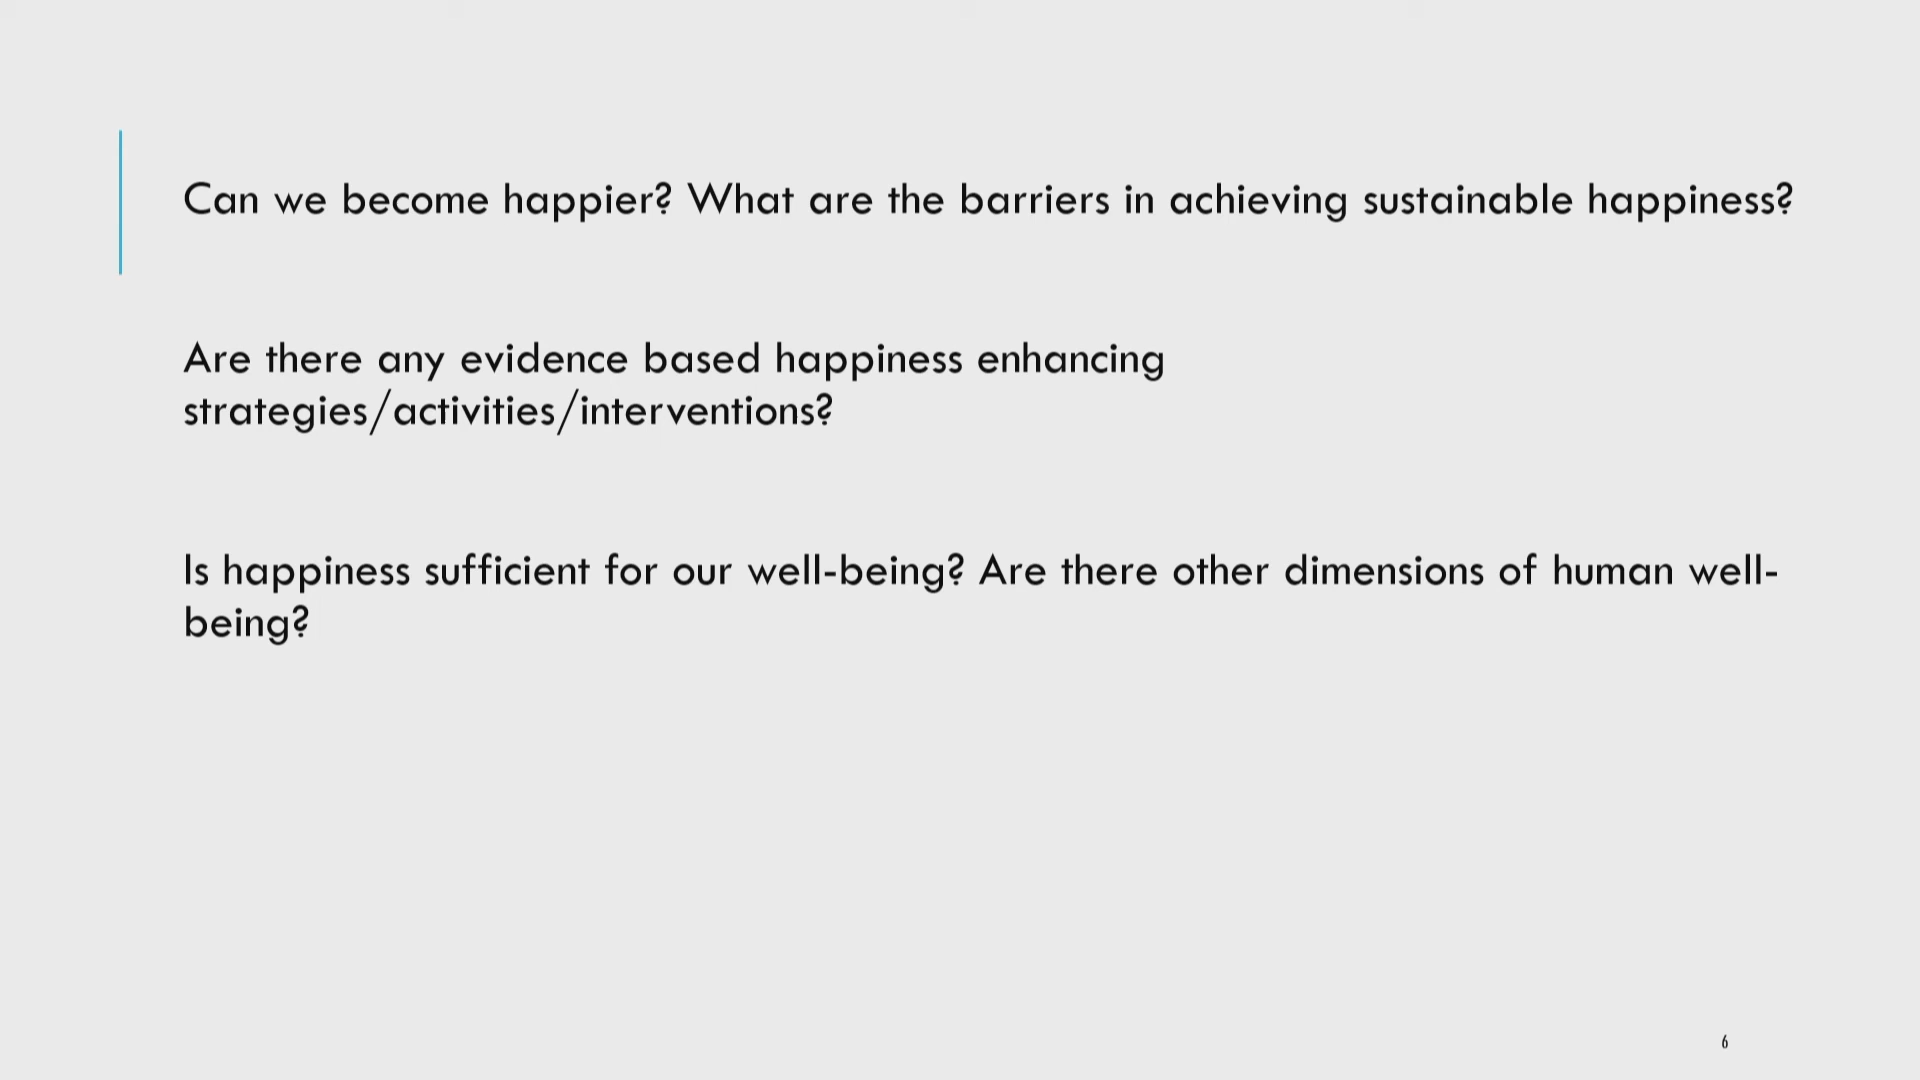 Can we become happier? What are the barriers in achieving sustainable happiness?
Are there any evidence based happiness enhancing
strategies/activities/interventions?
Is happiness sufficient for our well-being? Are there other dimensions of human well-
being?
6